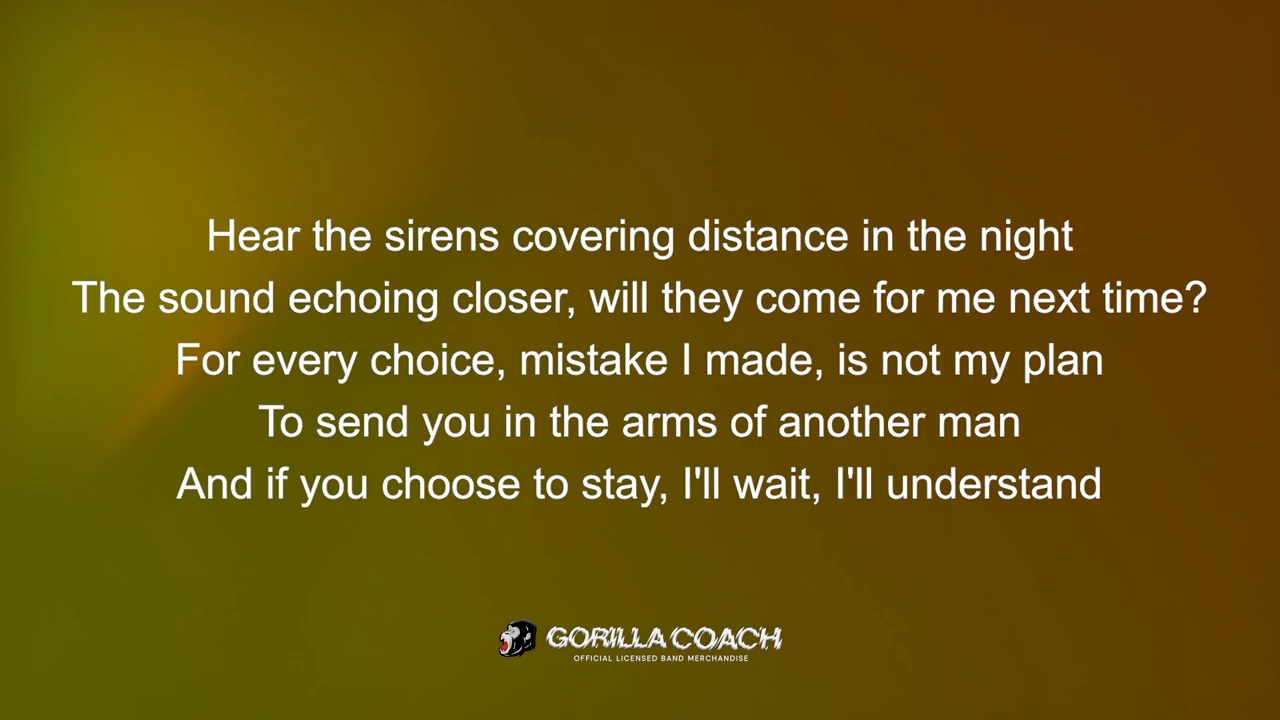 Hear the sirens covering distance in the night
The sound echoing closer, will they come for me next time?
For every choice, mistake I made, is not my plan
To send you in the arms of another man
And if you choose to stay, I'll wait, I'll understand
GORILLA COACH
OFFICIAL LICENSED BAND MERCHANDISE